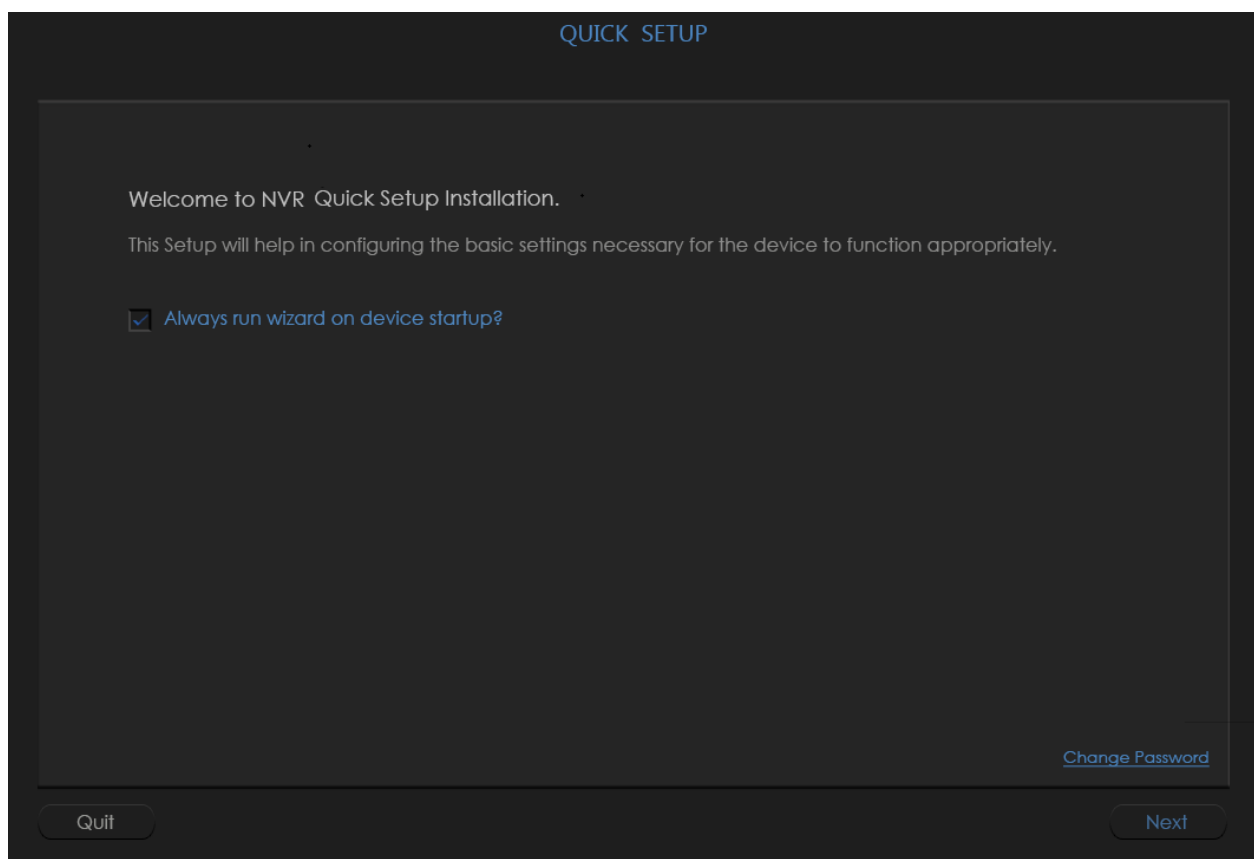 QUICK SETUP
Welcome to NVR Quick Setup Installation.
This Setup will help in configuring the basic settings necessary for the device to function appropriately.
Always run wizard on device startup?
Change Password
Quit
Next